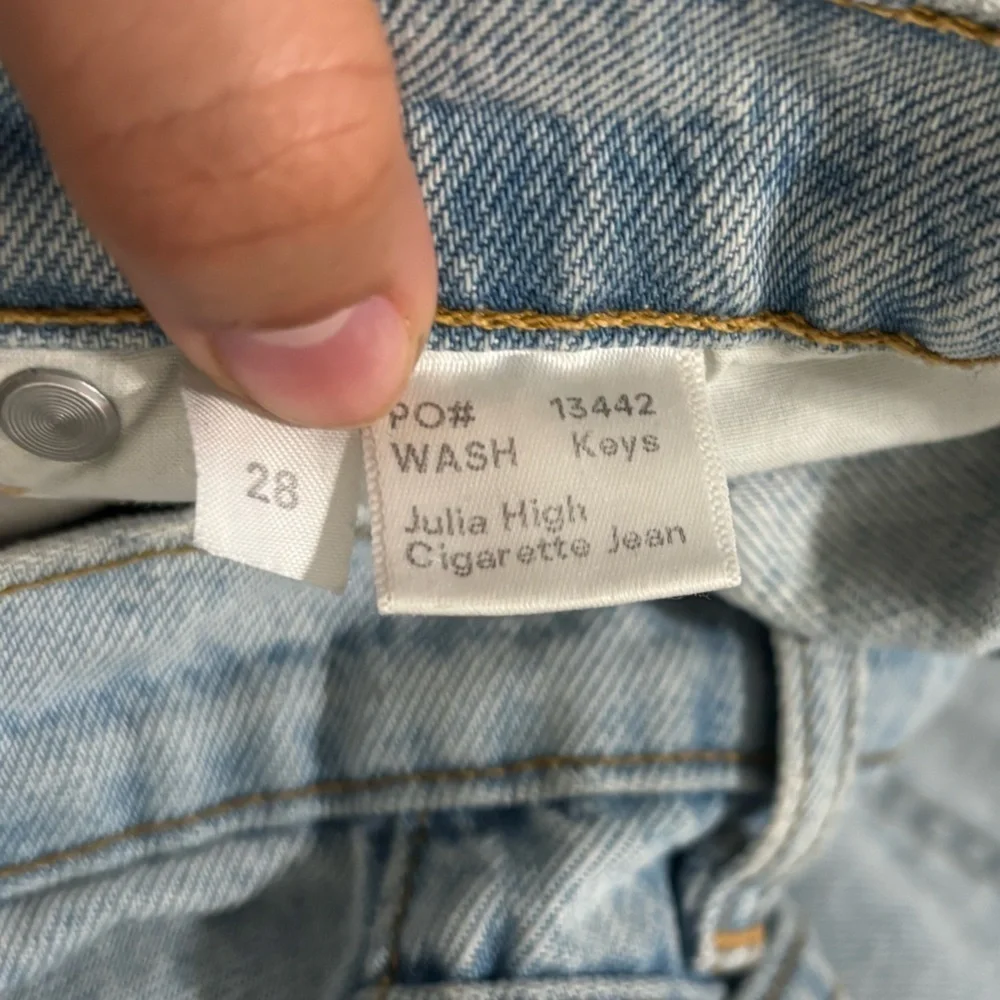 28
PO# 13442
WASH Keys
Julia High
Cigarette Jean